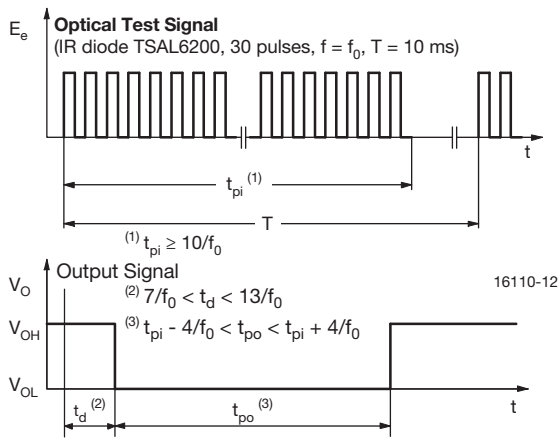 Eₑ
Optical Test Signal
(IR diode TSAL6200, 30 pulses, f = f₀, T = 10 ms)
t
tpi (1)
T
(1) tpi ≥ 10/f₀
Output Signal
16110-12
VO
(2) 7/f₀ < td < 13/f₀
VOH
(3) tpi - 4/f₀ < tpo < tpi + 4/f₀
VOL
t
td (2)
tpo (3)